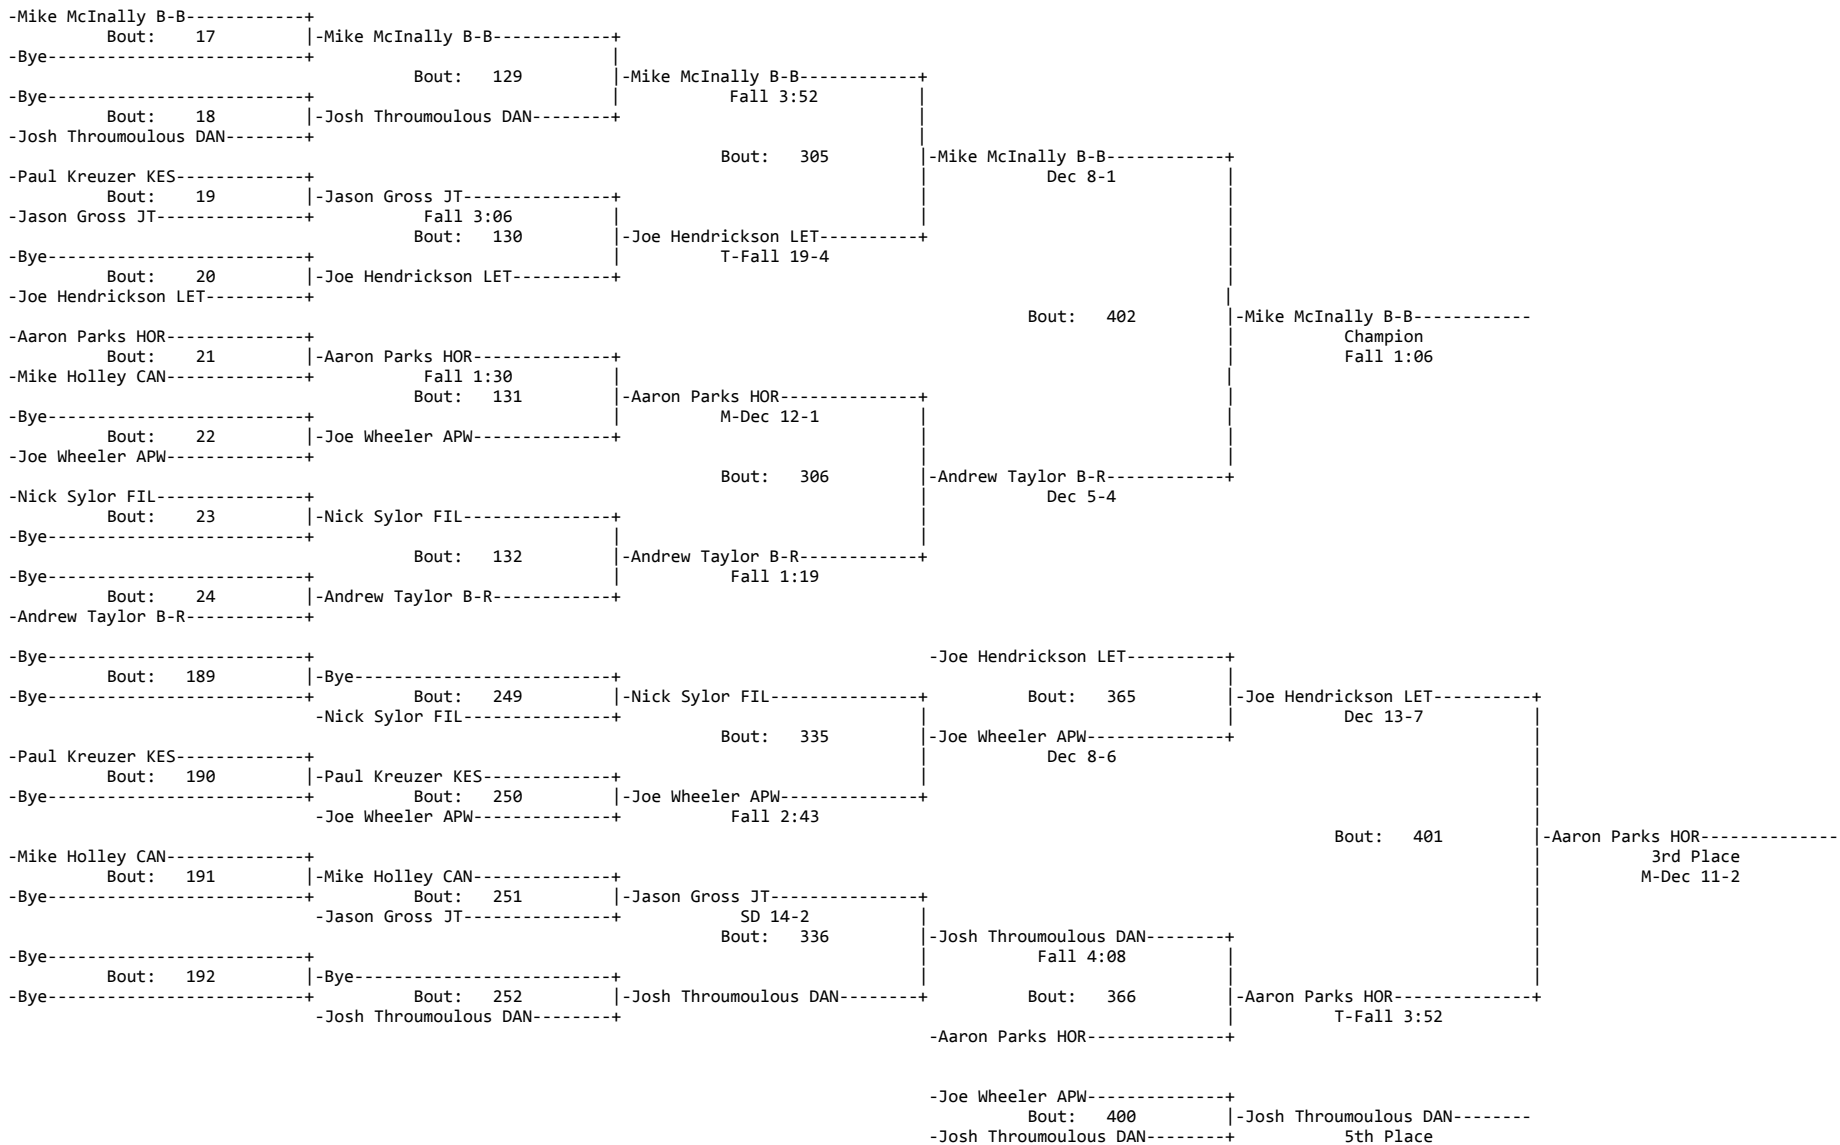 -Mike McInally B-B------------+
Bout: 17 |-Mike McInally B-B------------+
-Bye--------------------------+ |
Bout: 129 |-Mike McInally B-B------------+
-Bye--------------------------+ | Fall 3:52 |
Bout: 18 |-Josh Throumoulous DAN--------+ |
-Josh Throumoulous DAN--------+ |
Bout: 305 |-Mike McInally B-B------------+
-Paul Kreuzer KES-------------+ | Dec 8-1 |
Bout: 19 |-Jason Gross JT---------------+ | |
-Jason Gross JT---------------+ Fall 3:06 | | |
Bout: 130 |-Joe Hendrickson LET----------+ |
-Bye--------------------------+ | T-Fall 19-4 |
Bout: 20 |-Joe Hendrickson LET----------+ |
-Joe Hendrickson LET----------+ |
Bout: 402 |-Mike McInally B-B------------
-Aaron Parks HOR--------------+ | Champion
Bout: 21 |-Aaron Parks HOR--------------+ | Fall 1:06
-Mike Holley CAN--------------+ Fall 1:30 | |
Bout: 131 |-Aaron Parks HOR--------------+ |
-Bye--------------------------+ | M-Dec 12-1 | |
Bout: 22 |-Joe Wheeler APW--------------+ | |
-Joe Wheeler APW--------------+ | |
Bout: 306 |-Andrew Taylor B-R------------+
-Nick Sylor FIL---------------+ | Dec 5-4
Bout: 23 |-Nick Sylor FIL---------------+ |
-Bye--------------------------+ | |
Bout: 132 |-Andrew Taylor B-R------------+
-Bye--------------------------+ | Fall 1:19
Bout: 24 |-Andrew Taylor B-R------------+
-Andrew Taylor B-R------------+
-Bye--------------------------+ -Joe Hendrickson LET----------+
Bout: 189 |-Bye--------------------------+ |
-Bye--------------------------+ Bout: 249 |-Nick Sylor FIL---------------+ Bout: 365 |-Joe Hendrickson LET----------+
-Nick Sylor FIL---------------+ | | Dec 13-7 |
Bout: 335 |-Joe Wheeler APW--------------+ |
-Paul Kreuzer KES-------------+ | Dec 8-6 |
Bout: 190 |-Paul Kreuzer KES-------------+ | |
-Bye--------------------------+ Bout: 250 |-Joe Wheeler APW--------------+ |
-Joe Wheeler APW--------------+ Fall 2:43 |
Bout: 401 |-Aaron Parks HOR--------------
-Mike Holley CAN--------------+ | 3rd Place
Bout: 191 |-Mike Holley CAN--------------+ | M-Dec 11-2
-Bye--------------------------+ Bout: 251 |-Jason Gross JT---------------+ |
-Jason Gross JT---------------+ SD 14-2 | |
Bout: 336 |-Josh Throumoulous DAN--------+ |
-Bye--------------------------+ | Fall 4:08 | |
Bout: 192 |-Bye--------------------------+ | | |
-Bye--------------------------+ Bout: 252 |-Josh Throumoulous DAN--------+ Bout: 366 |-Aaron Parks HOR--------------+
-Josh Throumoulous DAN--------+ | T-Fall 3:52
-Aaron Parks HOR--------------+
-Joe Wheeler APW--------------+
Bout: 400 |-Josh Throumoulous DAN--------
-Josh Throumoulous DAN--------+ 5th Place